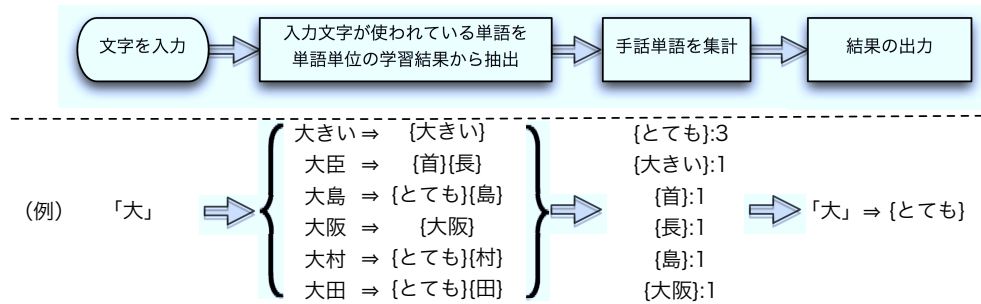 文字を入力
入力文字が使われている単語を
単語単位の学習結果から抽出
手話単語を集計
結果の出力
(例) 「大」
大きい ⇒ {大きい}
大臣 ⇒ {首}{長}
大島 ⇒ {とても}{島}
大阪 ⇒ {大阪}
大村 ⇒ {とても}{村}
大田 ⇒ {とても}{田}
{とても}:3
{大きい}:1
{首}:1
{長}:1
{島}:1
{大阪}:1
「大」⇒ {とても}